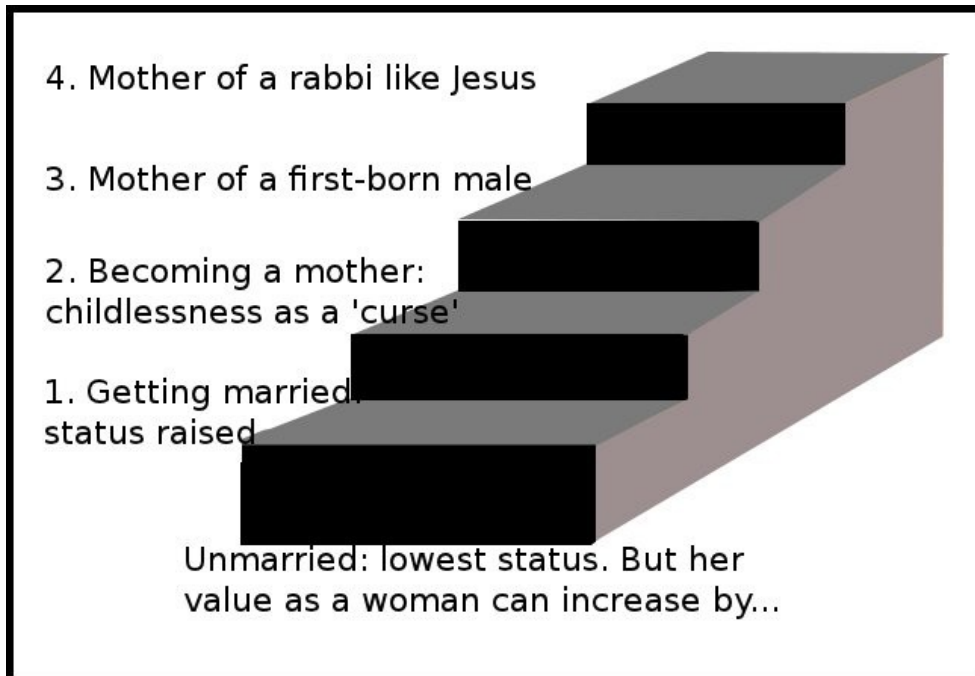 4. Mother of a rabbi like Jesus
3. Mother of a first-born male
2. Becoming a mother:
childlessness as a 'curse'
1. Getting married:
status raised
Unmarried: lowest status. But her
value as a woman can increase by...